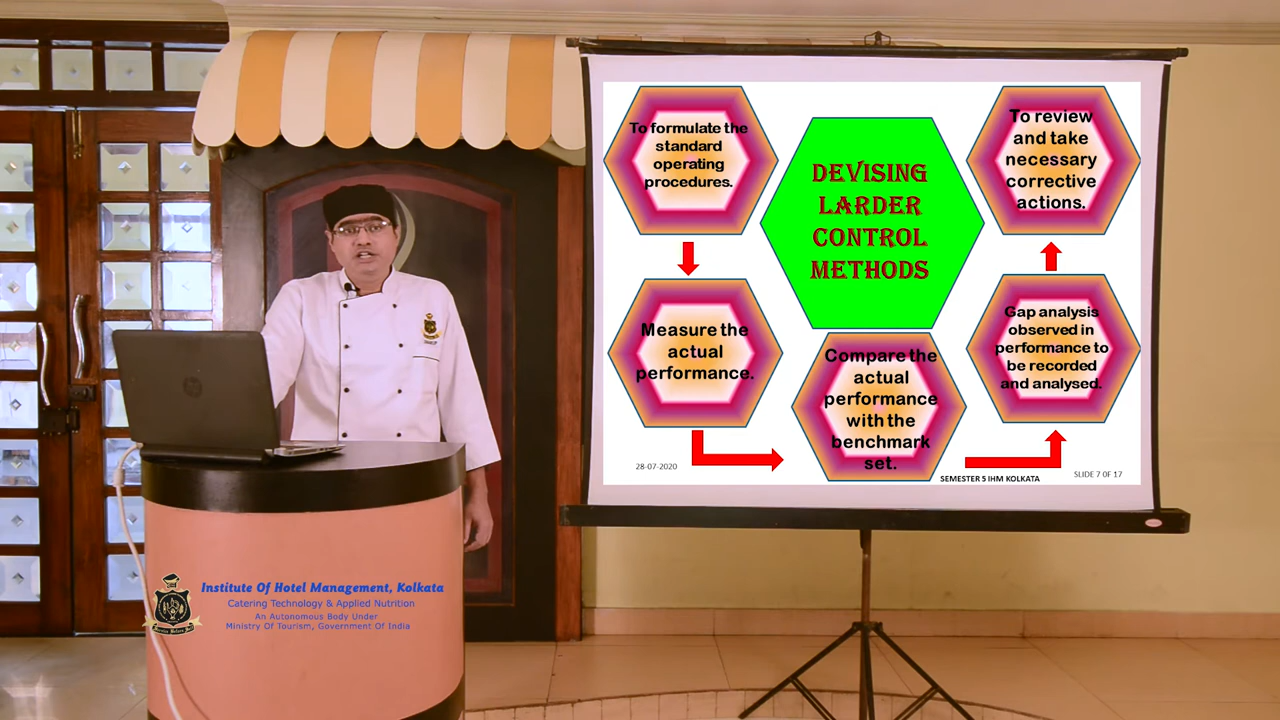 To formulate the
standard
operating
procedures.
Measure the
actual
performance.
DEVISING
LARDER
CONTROL
METHODS
Compare the
actual
performance
with the
benchmark
set.
To review
and take
necessary
corrective
actions.
Gap analysis
observed in
performance to
be recorded
and analysed.
28-07-2020
SEMESTER 5 IHM KOLKATA
SLIDE 7 OF 17
Institute Of Hotel Management, Kolkata
Catering Technology & Applied Nutrition
An Autonomous Body Under
Ministry Of Tourism, Government Of India